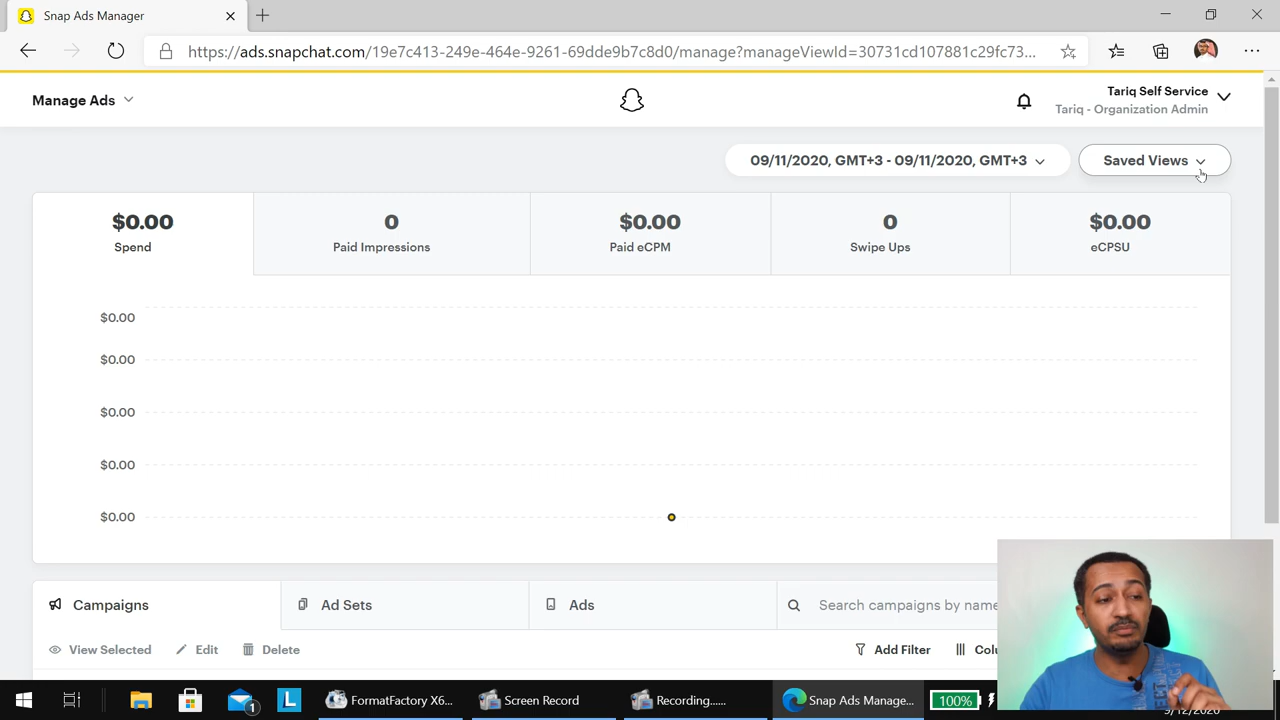 Snap Ads Manager
https://ads.snapchat.com/19e7c413-249e-464e-9261-69dde9b7c8d0/manage?manageViewId=30731cd107881c29fc73...
Manage Ads
Tariq Self Service
Tariq - Organization Admin
09/11/2020, GMT+3 - 09/11/2020, GMT+3
Saved Views
$0.00
Spend
0
Paid Impressions
$0.00
Paid eCPM
0
Swipe Ups
$0.00
eCPSU
$0.00
$0.00
$0.00
$0.00
$0.00
Campaigns
Ad Sets
Ads
Search campaigns by name
View Selected
Edit
Delete
Add Filter
1
L
FormatFactory X6...
Screen Record
Recording......
Snap Ads Manage...
100%
9/12/2020